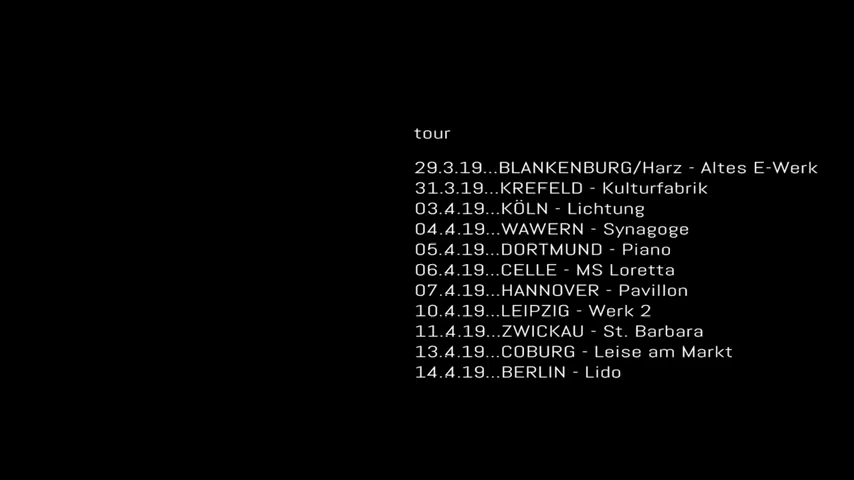 tour
29.3.19...BLANKENBURG/Harz - Altes E-Werk
31.3.19...KREFELD - Kulturfabrik
03.4.19...KÖLN - Lichtung
04.4.19...WAWERN - Synagoge
05.4.19...DORTMUND - Piano
06.4.19...CELLE - MS Loretta
07.4.19...HANNOVER - Pavillon
10.4.19...LEIPZIG - Werk 2
11.4.19...ZWICKAU - St. Barbara
13.4.19...COBURG - Leise am Markt
14.4.19...BERLIN - Lido